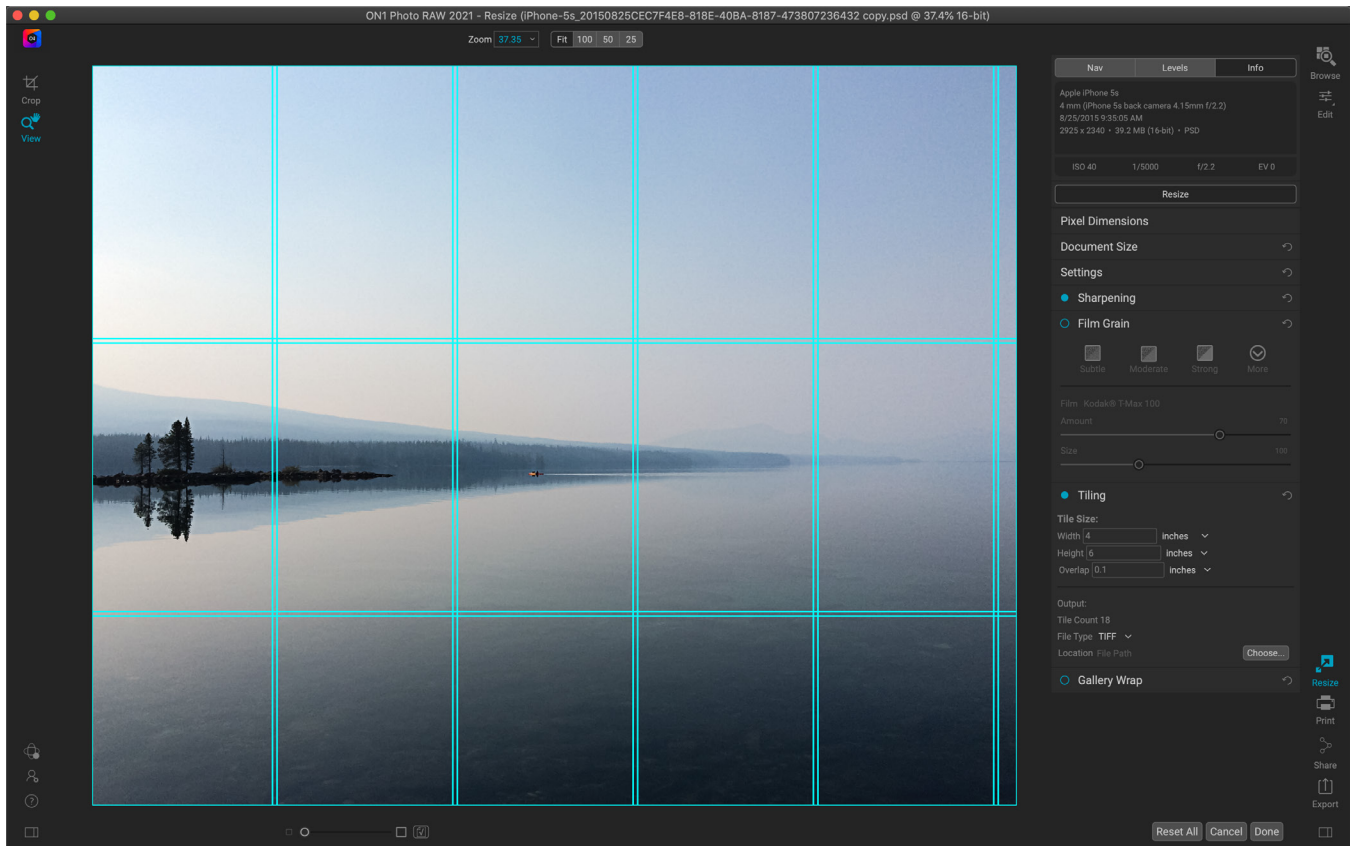 ON1 Photo RAW 2021 - Resize (iPhone-5s_20150825CEC7F4E8-818E-40BA-8187-473807236432 copy.psd @ 37.4% 16-bit)
Zoom 37.35 Fit 100 50 25
Crop
View
Nav Levels Info
Apple iPhone 5s
4 mm (iPhone 5s back camera 4.15mm f/2.2)
8/25/2015 9:35:05 AM
2925 x 2340 • 39.2 MB (16-bit) • PSD
ISO 40 1/5000 f/2.2 EV 0
Resize
Pixel Dimensions
Document Size
Settings
Sharpening
Film Grain
Subtle Moderate Strong More
Film Kodak® T-Max 100
Amount 70
Size 100
Tiling
Tile Size:
Width 4 inches
Height 6 inches
Overlap 0.1 inches
Output:
Tile Count 18
File Type TIFF
Location File Path Choose...
Gallery Wrap
Browse
Edit
Resize
Print
Share
Export
Reset All Cancel Done